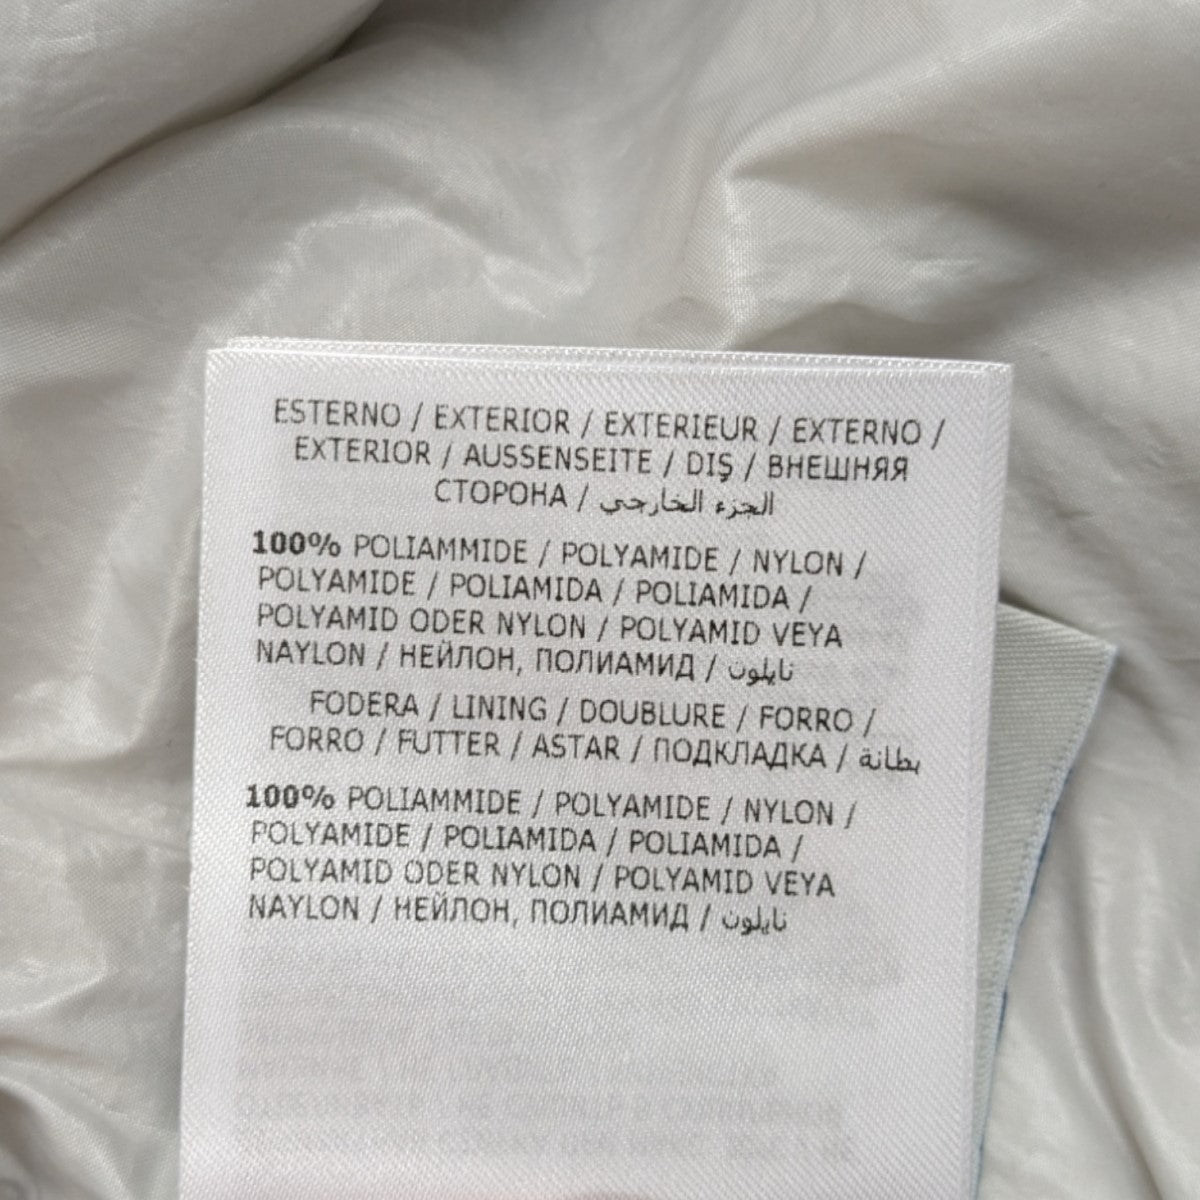 ESTERNO / EXTERIOR / EXTERIEUR / EXTERNO /
EXTERIOR / AUSSENSEITE / DIŞ / ВНЕШНЯЯ
СТОРОНА / الجزء الخارجي
100% POLIAMMIDE / POLYAMIDE / NYLON /
POLYAMIDE / POLIAMIDA / POLIAMIDA /
POLYAMID ODER NYLON / POLYAMID VEYA
NAYLON / НЕЙЛОН, ПОЛИАМИД / نايلون
FODERA / LINING / DOUBLURE / FORRO /
FORRO / FUTTER / ASTAR / ПОДКЛАДКА / بطانة
100% POLIAMMIDE / POLYAMIDE / NYLON /
POLYAMIDE / POLIAMIDA / POLIAMIDA /
POLYAMID ODER NYLON / POLYAMID VEYA
NAYLON / НЕЙЛОН, ПОЛИАМИД / نايلون